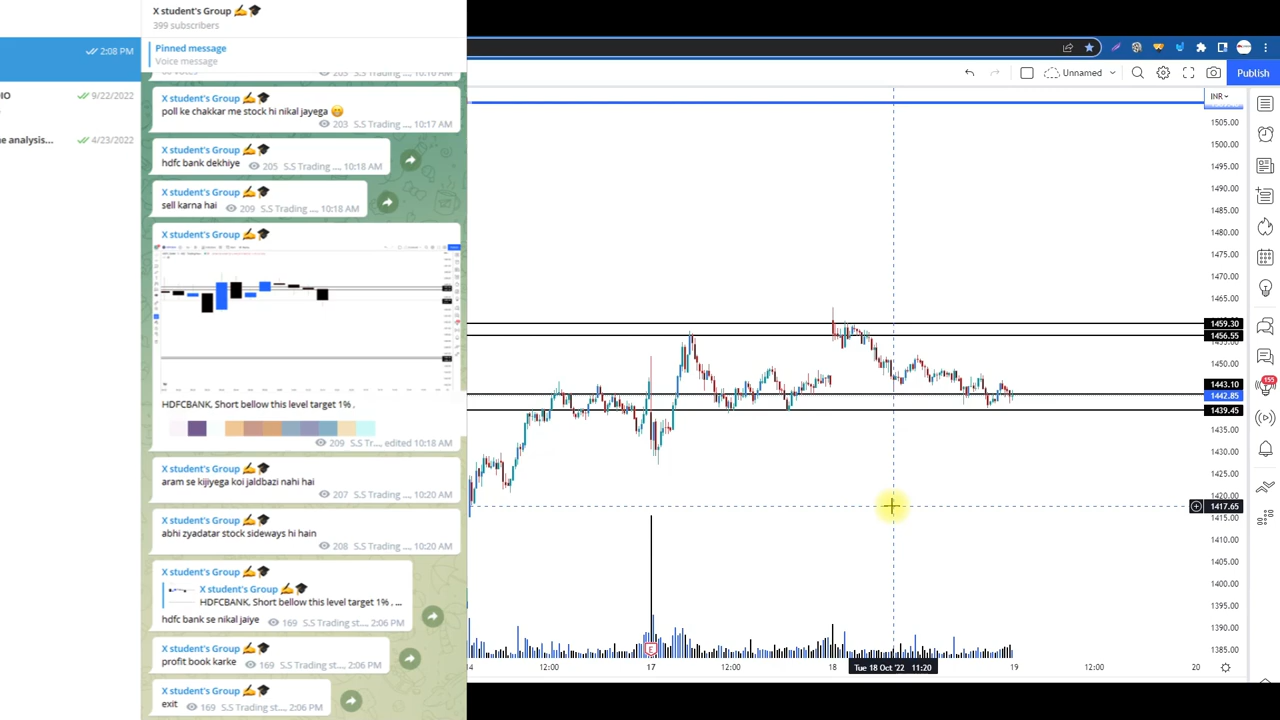 X student's Group ✍️🎓
399 subscribers
Pinned message
Voice message
2:08 PM
9/22/2022
e analysis...
4/23/2022
X student's Group ✍️🎓
poll ke chakkar me stock hi nikal jayega 😁
203 S.S Trading ..., 10:17 AM
X student's Group ✍️🎓
hdfc bank dekhiye 205 S.S Trading ..., 10:18 AM
X student's Group ✍️🎓
sell karna hai 209 S.S Trading ..., 10:18 AM
X student's Group ✍️🎓
HDFCBANK, Short bellow this level target 1% .
209 S.S Tr..., edited 10:18 AM
X student's Group ✍️🎓
aram se kijiyega koi jaldbazi nahi hai
207 S.S Trading ..., 10:20 AM
X student's Group ✍️🎓
abhi zyadatar stock sideways hi hain
208 S.S Trading ..., 10:20 AM
X student's Group ✍️🎓
X student's Group ✍️🎓
HDFCBANK, Short bellow this level target 1% , ...
hdfc bank se nikal jaiye 169 S.S Trading st..., 2:06 PM
X student's Group ✍️🎓
profit book karke 169 S.S Trading st..., 2:06 PM
X student's Group ✍️🎓
exit 169 S.S Trading st..., 2:06 PM
Unnamed
Publish
INR
1505.00
1500.00
1495.00
1490.00
1485.00
1480.00
1475.00
1470.00
1465.00
1459.30
1456.55
1450.00
1443.10
1442.85
1439.45
1435.00
1430.00
1425.00
1420.00
1417.65
1415.00
1410.00
1405.00
1400.00
1395.00
1390.00
1385.00
155
E
12:00
17
12:00
18
Tue 18 Oct '22 11:20
19
12:00
20